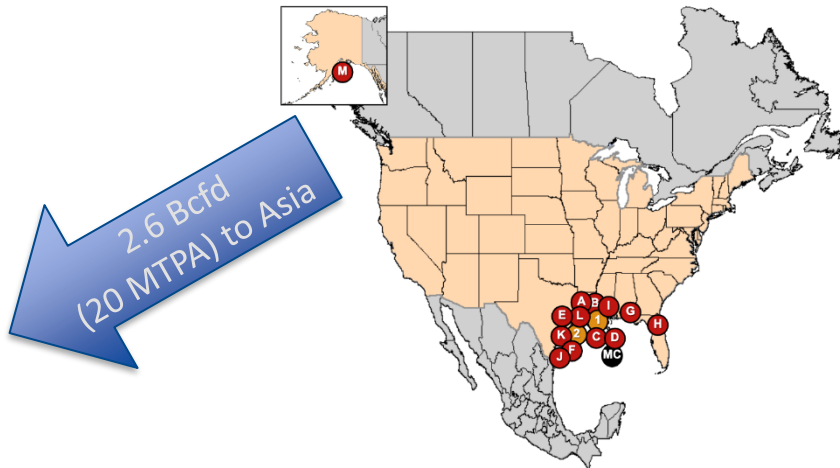 M
2.6 Bcfd
(20 MTPA) to Asia
A B I
E L 1 G
H
K 2 C D
J F MC